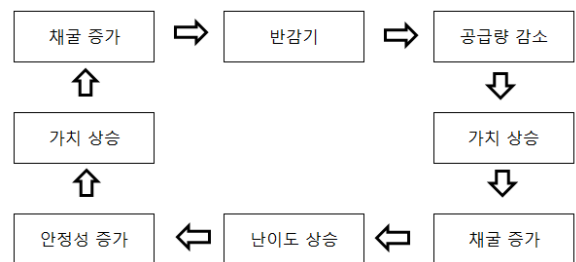 채굴 증가
반감기
공급량 감소
가치 상승
가치 상승
안정성 증가
난이도 상승
채굴 증가